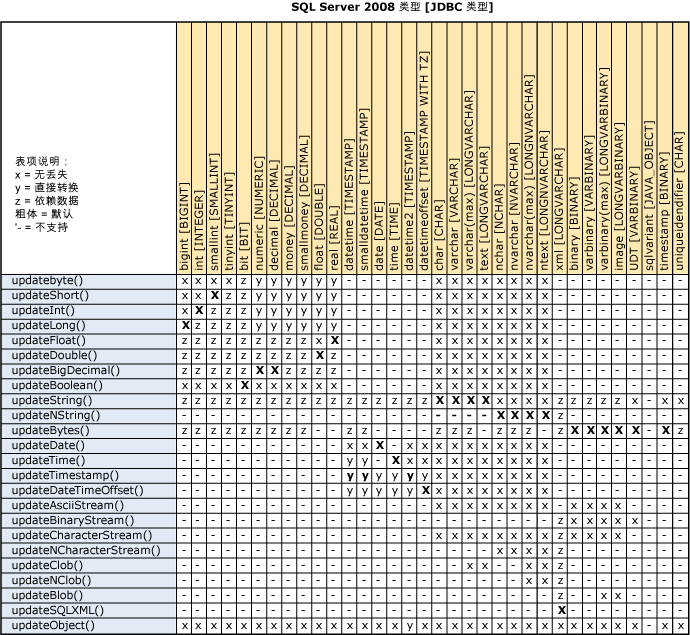 SQL Server 2008 类型 [JDBC 类型]
表项说明：
x = 无丢失
y = 直接转换
z = 依赖数据
粗体 = 默认
'- = 不支持
bigint [BIGINT]
int [INTEGER]
smallint [SMALLINT]
tinyint [TINYINT]
bit [BIT]
numeric [NUMERIC]
decimal [DECIMAL]
money [DECIMAL]
smallmoney [DECIMAL]
float [DOUBLE]
real [REAL]
datetime [TIMESTAMP]
smalldatetime [TIMESTAMP]
date [DATE]
time [TIME]
datetime2 [TIMESTAMP]
datetimeoffset [TIMESTAMP WITH TZ]
char [CHAR]
varchar [VARCHAR]
varchar(max) [LONGVARCHAR]
text [LONGVARCHAR]
nchar [NCHAR]
nvarchar [NVARCHAR]
nvarchar(max) [LONGNVARCHAR]
ntext [LONGNVARCHAR]
xml [LONGVARCHAR]
binary [BINARY]
varbinary [VARBINARY]
varbinary(max) [LONGVARBINARY]
image [LONGVARBINARY]
UDT [VARBINARY]
sqlvariant [JAVA_OBJECT]
timestamp [BINARY]
uniqueidendifier [CHAR]
updatebyte() x x x x z y y y y y y - - - - - - x x x x x x x x - - - - - - - - -
updateShort() x x x x z y y y y y y - - - - - - x x x x x x x x - - - - - - - - -
updateInt() x x x x z y y y y y y - - - - - - x x x x x x x x - - - - - - - - -
updateLong() x z z z z y y y y y y - - - - - - x x x x x x x x - - - - - - - - -
updateFloat() z z z z z z z z z x x - - - - - - x x x x x x x x - - - - - - - - -
updateDouble() z z z z z z z z z x z - - - - - - x x x x x x x x - - - - - - - - -
updateBigDecimal() z z z z z x x z z z z - - - - - - x x x x x x x x - - - - - - - - -
updateBoolean() x x x x x x x x x x x - - - - - - x x x x x x x x - - - - - - - - -
updateString() z z z z z z z z z z z z z z z z z x x x x x x x x z z z z z x - x x
updateNString() - - - - - - - - - - - - - - - - - - - - - x x x x z - - - - - - - -
updateBytes() z z z z z z z z z - - z z - - - - x x x x x x x x z x x x x x - x z
updateDate() - - - - - - - - - - - x x x - x x x x x x x x x x - - - - - - - - -
updateTime() - - - - - - - - - - - y y - x x x x x x x x x x x - - - - - - - - -
updateTimestamp() - - - - - - - - - - - y y y y y y x x x x x x x x - - - - - - - - -
updateDateTimeOffset() - - - - - - - - - - - y y y y y x x x x x x x x x - - - - - - - - -
updateAsciiStream() - - - - - - - - - - - - - - - - - x x x x x x x x - x x x x - - - -
updateBinaryStream() - - - - - - - - - - - - - - - - - - - - - - - - - z x x x x x - - -
updateCharacterStream() - - - - - - - - - - - - - - - - - x x x x x x x x z x x x x - - - -
updateNCharacterStream() - - - - - - - - - - - - - - - - - - - - - x x x x z - - - - - - - -
updateClob() - - - - - - - - - - - - - - - - - - - x x - - x x z - - - - - - - -
updateNClob() - - - - - - - - - - - - - - - - - - - - - - - x x z - - - - - - - -
updateBlob() - - - - - - - - - - - - - - - - - - - - - - - - - z - - x x - - - -
updateSQLXML() - - - - - - - - - - - - - - - - - - - - - - - - - x - - - - - - - -
updateObject() x x x x x x x x x x x x x x x y x x x x x x x x x x x x x x x - x x